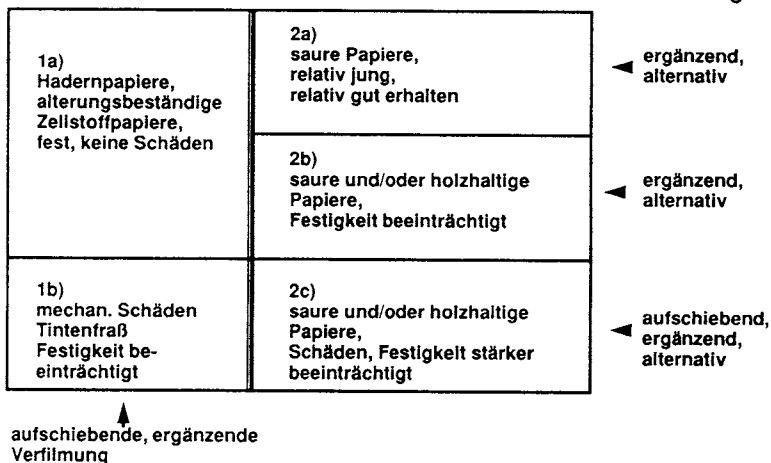 1a)
Hadernpapiere,
alterungsbeständige
Zellstoffpapiere,
fest, keine Schäden
2a)
saure Papiere,
relativ jung,
relativ gut erhalten
ergänzend,
alternativ
2b)
saure und/oder holzhaltige
Papiere,
Festigkeit beeinträchtigt
ergänzend,
alternativ
1b)
mechan. Schäden
Tintenfraß
Festigkeit be-
einträchtigt
2c)
saure und/oder holzhaltige
Papiere,
Schäden, Festigkeit stärker
beeinträchtigt
aufschiebend,
ergänzend,
alternativ
aufschiebende, ergänzende
Verfilmung